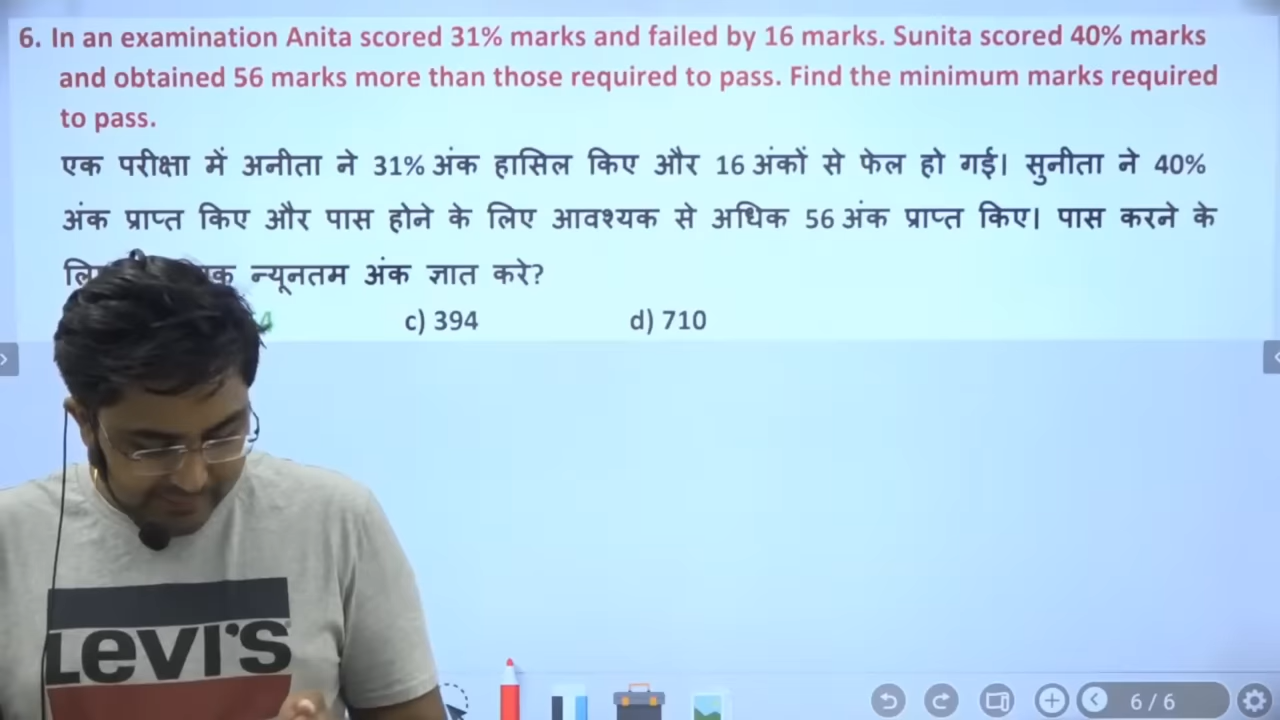 6. In an examination Anita scored 31% marks and failed by 16 marks. Sunita scored 40% marks
and obtained 56 marks more than those required to pass. Find the minimum marks required
to pass.
एक परीक्षा में अनीता ने 31% अंक हासिल किए और 16 अंकों से फेल हो गई। सुनीता ने 40%
अंक प्राप्त किए और पास होने के लिए आवश्यक से अधिक 56 अंक प्राप्त किए। पास करने के
न्यूनतम अंक ज्ञात करे?
c) 394 d) 710
LEVI'S
6 / 6